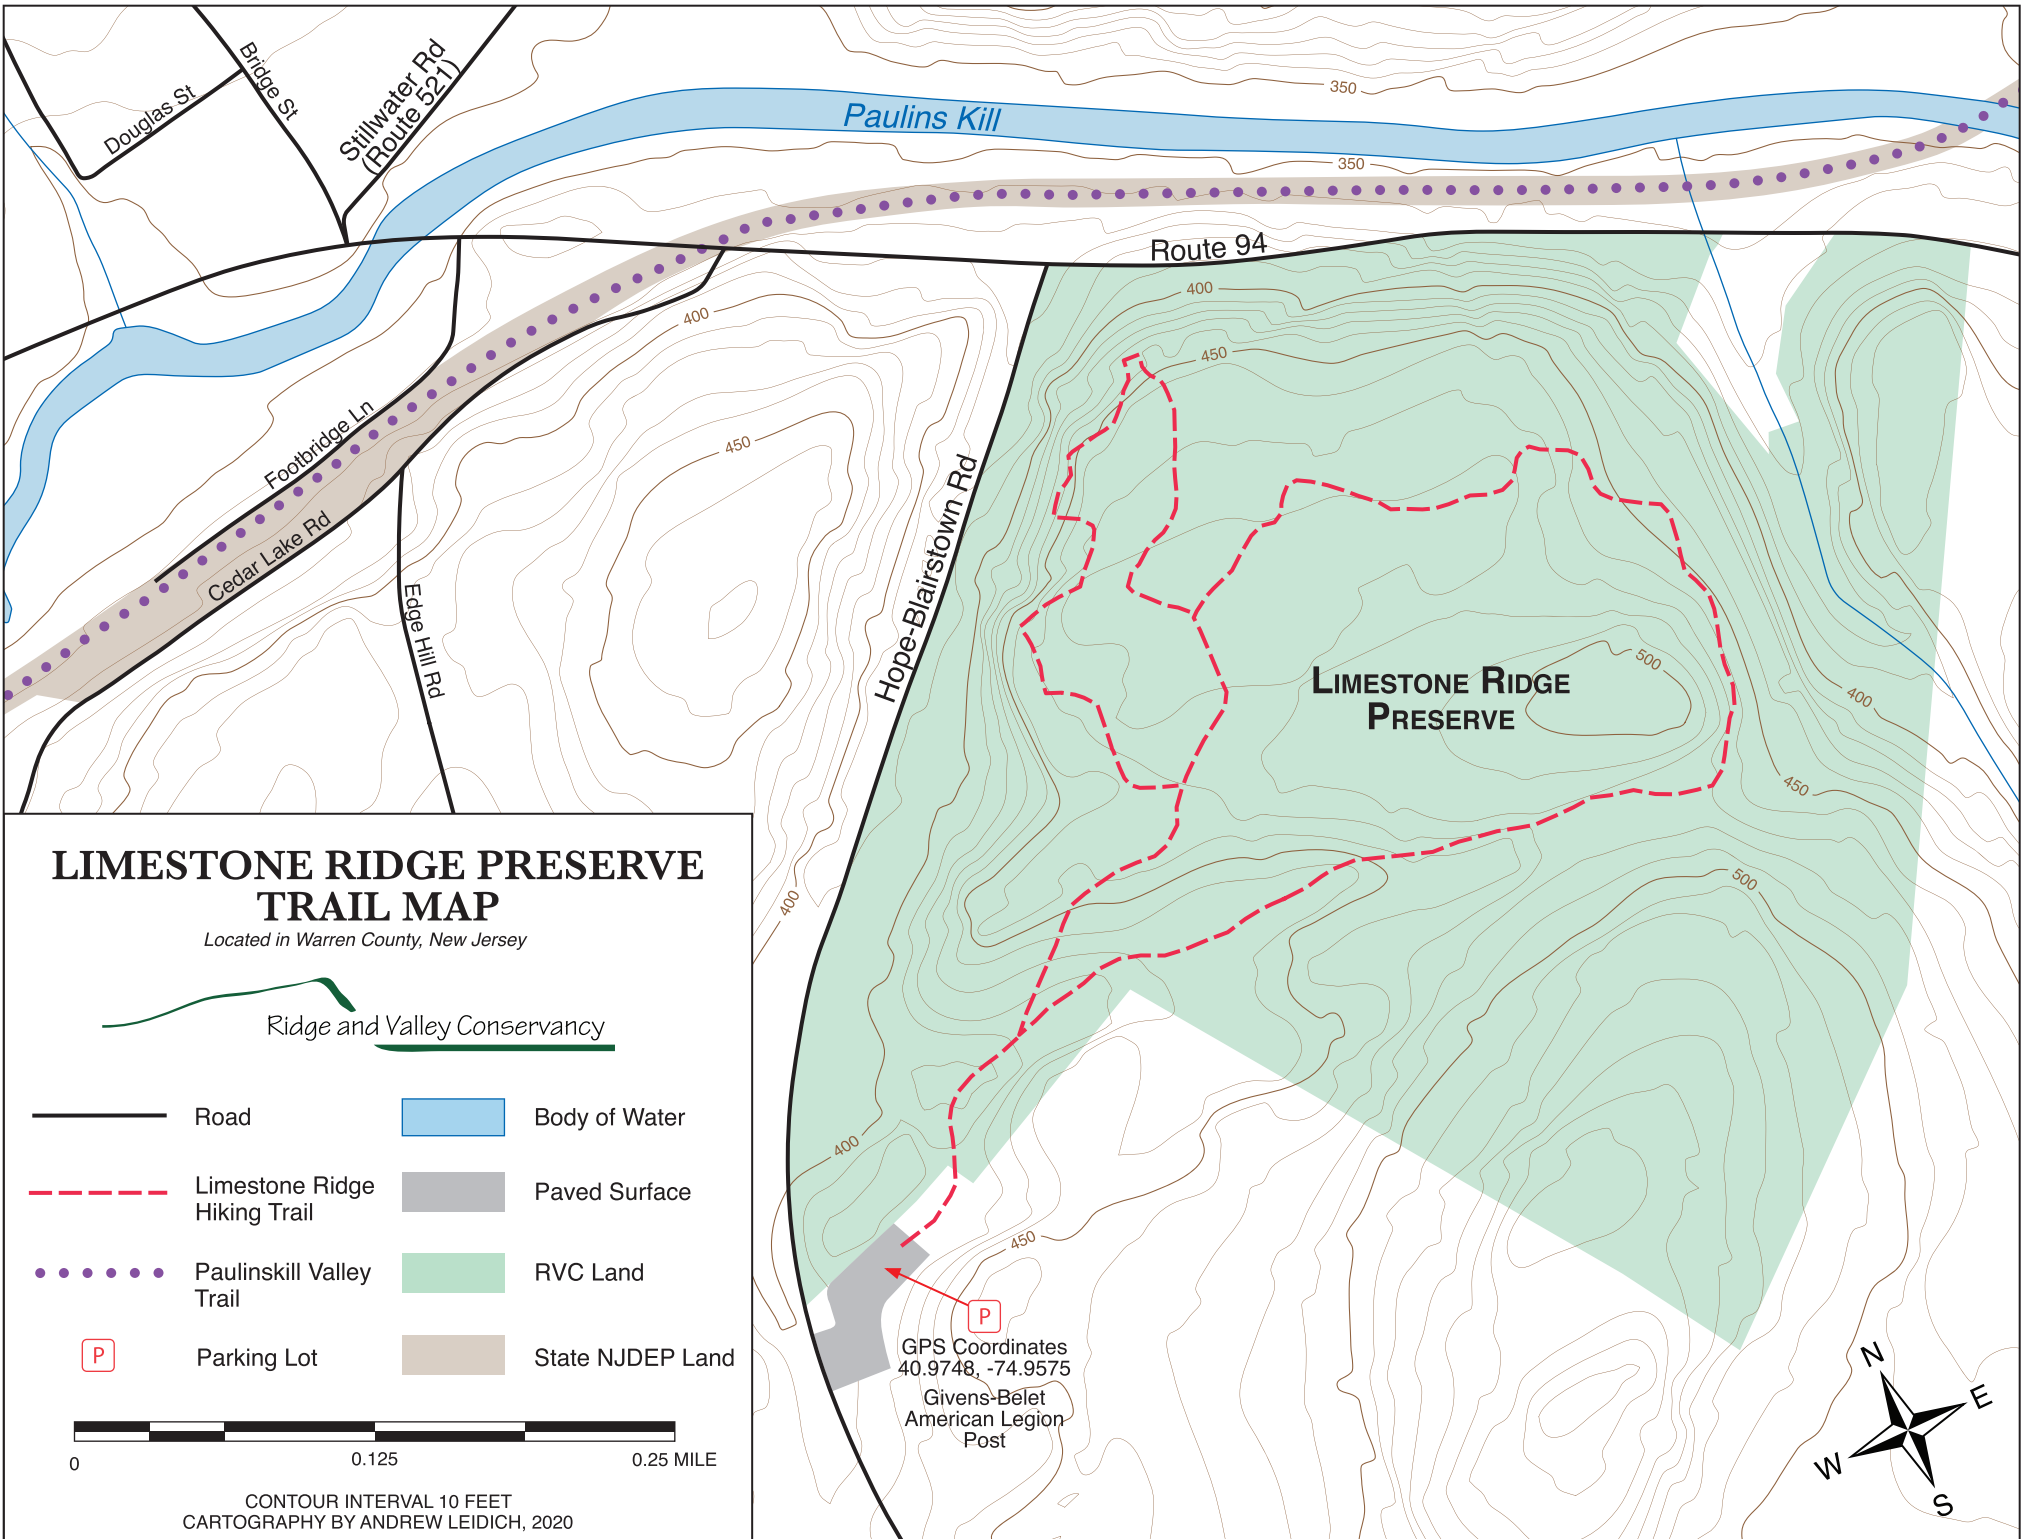 Bridge St
Stillwater Rd
(Route 521)
Douglas St
Paulins Kill
350
350
Route 94
400
400
450
450
Footbridge Ln
Cedar Lake Rd
Edge Hill Rd
Hope-Blairstown Rd
LIMESTONE RIDGE
PRESERVE
500
400
450
500
400
400
450
LIMESTONE RIDGE PRESERVE
TRAIL MAP
Located in Warren County, New Jersey
Ridge and Valley Conservancy
Road
Body of Water
Limestone Ridge
Hiking Trail
Paved Surface
Paulinskill Valley
Trail
RVC Land
P
Parking Lot
State NJDEP Land
0
0.125
0.25 MILE
CONTOUR INTERVAL 10 FEET
CARTOGRAPHY BY ANDREW LEIDICH, 2020
P
GPS Coordinates
40.9748, -74.9575
Givens-Belet
American Legion
Post
N
E
W
S